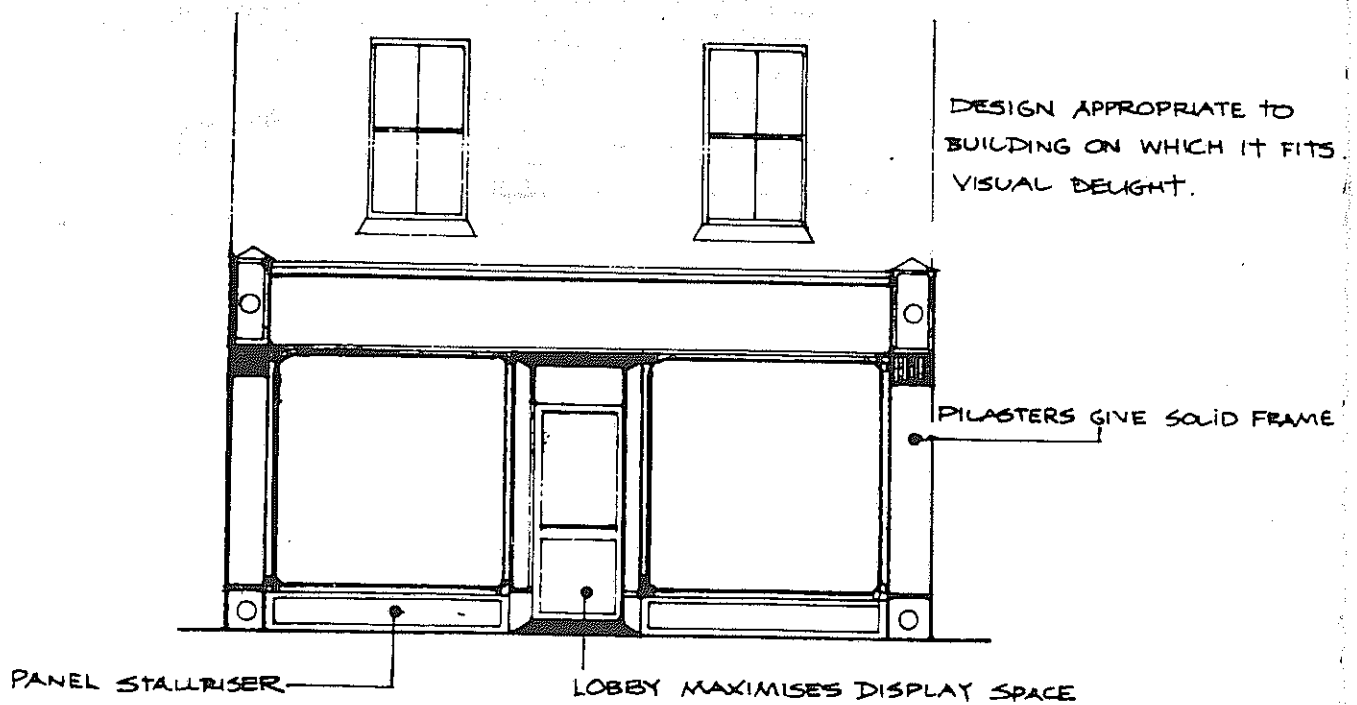 DESIGN APPROPRIATE TO
BUILDING ON WHICH IT FITS.
VISUAL DELIGHT.
PILASTERS GIVE SOLID FRAME
PANEL STALLRISER
LOBBY MAXIMISES DISPLAY SPACE